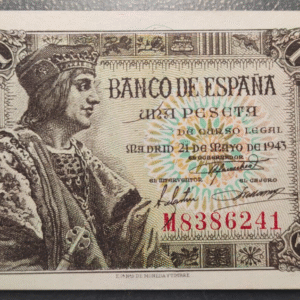 BANCO DE ESPAÑA
UNA PESETA
DE CURSO LEGAL
MADRID 21 DE MAYO DE 1943
EL GOBERNADOR
EL INTERVENTOR EL CAJERO
M8386241